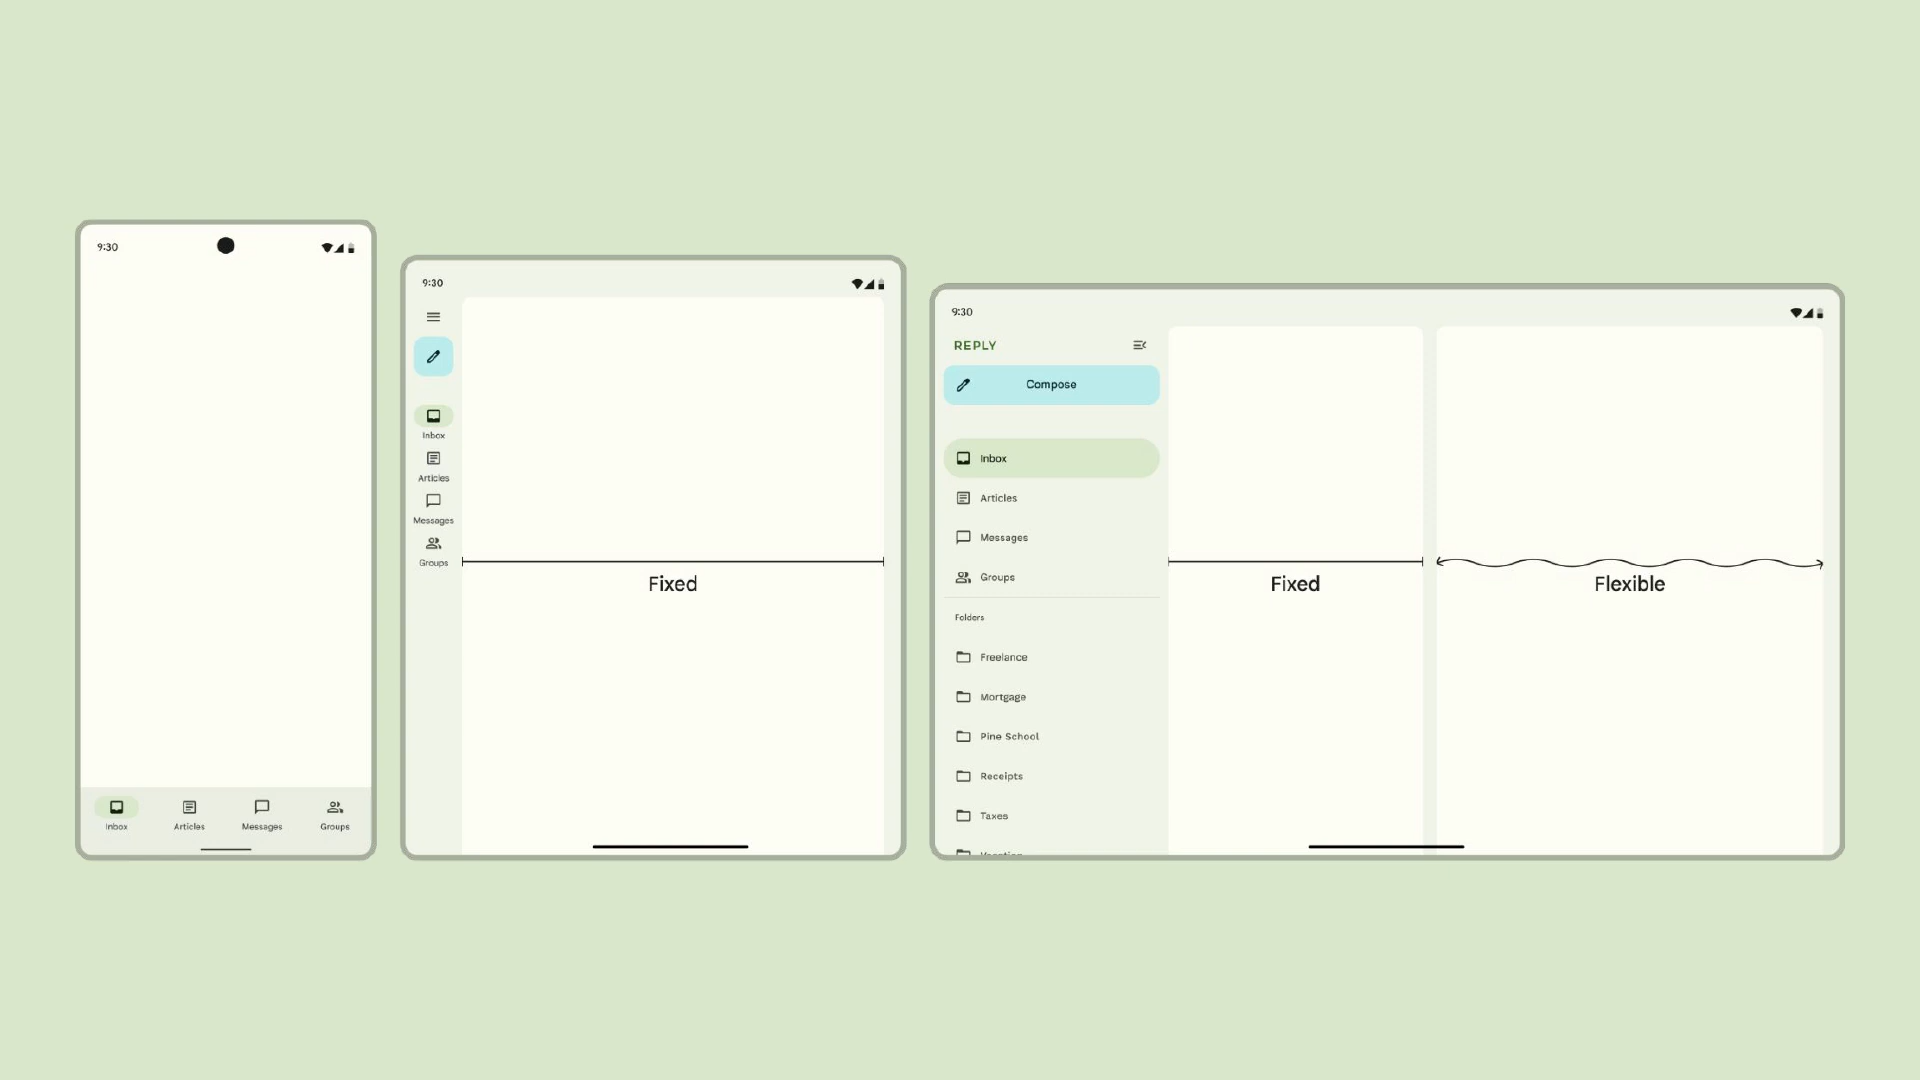 9:30
Inbox Articles Messages Groups
9:30
Inbox
Articles
Messages
Groups
Fixed
9:30
REPLY
Compose
Inbox
Articles
Messages
Groups
Folders
Freelance
Mortgage
Pine School
Receipts
Taxes
Fixed
Flexible